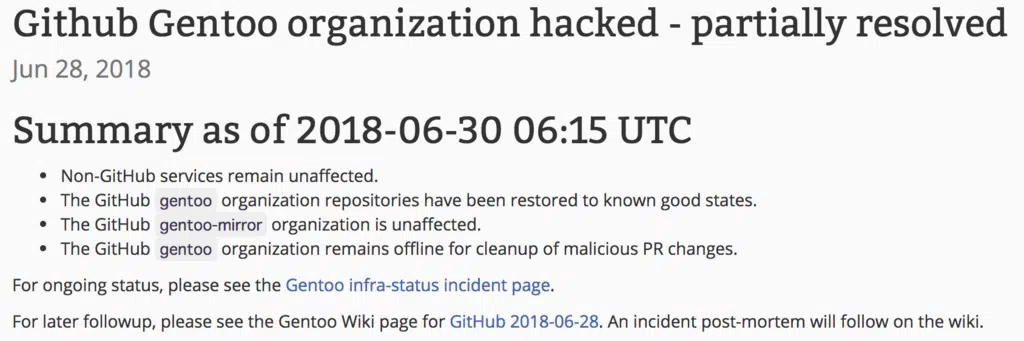 Github Gentoo organization hacked - partially resolved
Jun 28, 2018
Summary as of 2018-06-30 06:15 UTC
• Non-GitHub services remain unaffected.
• The GitHub gentoo organization repositories have been restored to known good states.
• The GitHub gentoo-mirror organization is unaffected.
• The GitHub gentoo organization remains offline for cleanup of malicious PR changes.
For ongoing status, please see the Gentoo infra-status incident page.
For later followup, please see the Gentoo Wiki page for GitHub 2018-06-28. An incident post-mortem will follow on the wiki.